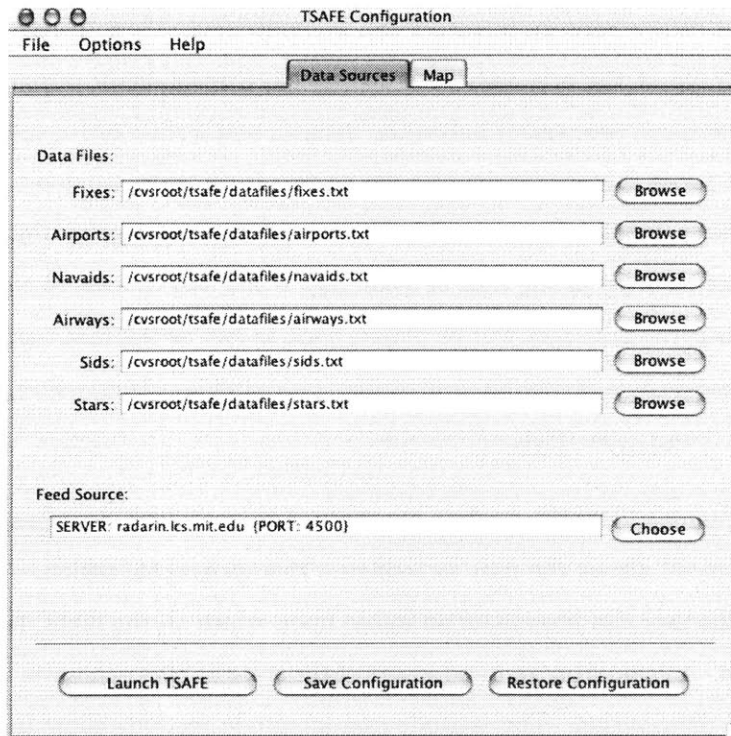 TSAFE Configuration
File Options Help
Data Sources Map
Data Files:
Fixes: /cvsroot/tsafe/datafiles/fixes.txt Browse
Airports: /cvsroot/tsafe/datafiles/airports.txt Browse
Navaids: /cvsroot/tsafe/datafiles/navaids.txt Browse
Airways: /cvsroot/tsafe/datafiles/airways.txt Browse
Sids: /cvsroot/tsafe/datafiles/sids.txt Browse
Stars: /cvsroot/tsafe/datafiles/stars.txt Browse
Feed Source:
SERVER: radarin.lcs.mit.edu {PORT: 4500} Choose
Launch TSAFE Save Configuration Restore Configuration